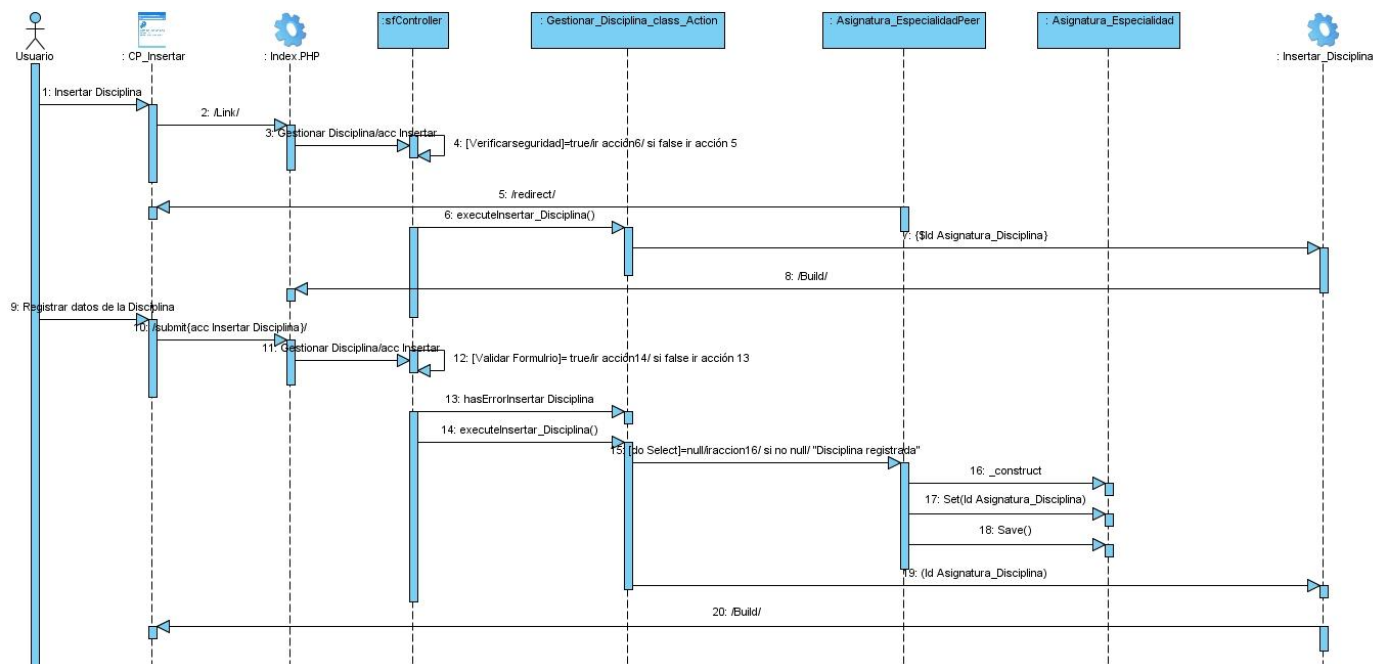 :sfController
: Gestionar_Disciplina_class_Action
: Asignatura_EspecialidadPeer
: Asignatura_Especialidad
Usuario
: CP_Insertar
: Index.PHP
: Insertar_Disciplina
1: Insertar Disciplina
2: /Link/
3: Gestionar Disciplina/acc Insertar
4: [Verificarseguridad]=true/ir acción6/ si false ir acción 5
5: /redirect/
6: executeInsertar_Disciplina()
7: {$Id Asignatura_Disciplina}
8: /Build/
9: Registrar datos de la Disciplina
10: /submit{acc Insertar Disciplina}/
11: Gestionar Disciplina/acc Insertar
12: [Validar Formulrio]= true/ir acción14/ si false ir acción 13
13: hasErrorInsertar Disciplina
14: executeInsertar_Disciplina()
15: [do Select]=null/iraccion16/ si no null/ "Disciplina registrada"
16: _construct
17: Set(Id Asignatura_Disciplina)
18: Save()
19: (Id Asignatura_Disciplina)
20: /Build/